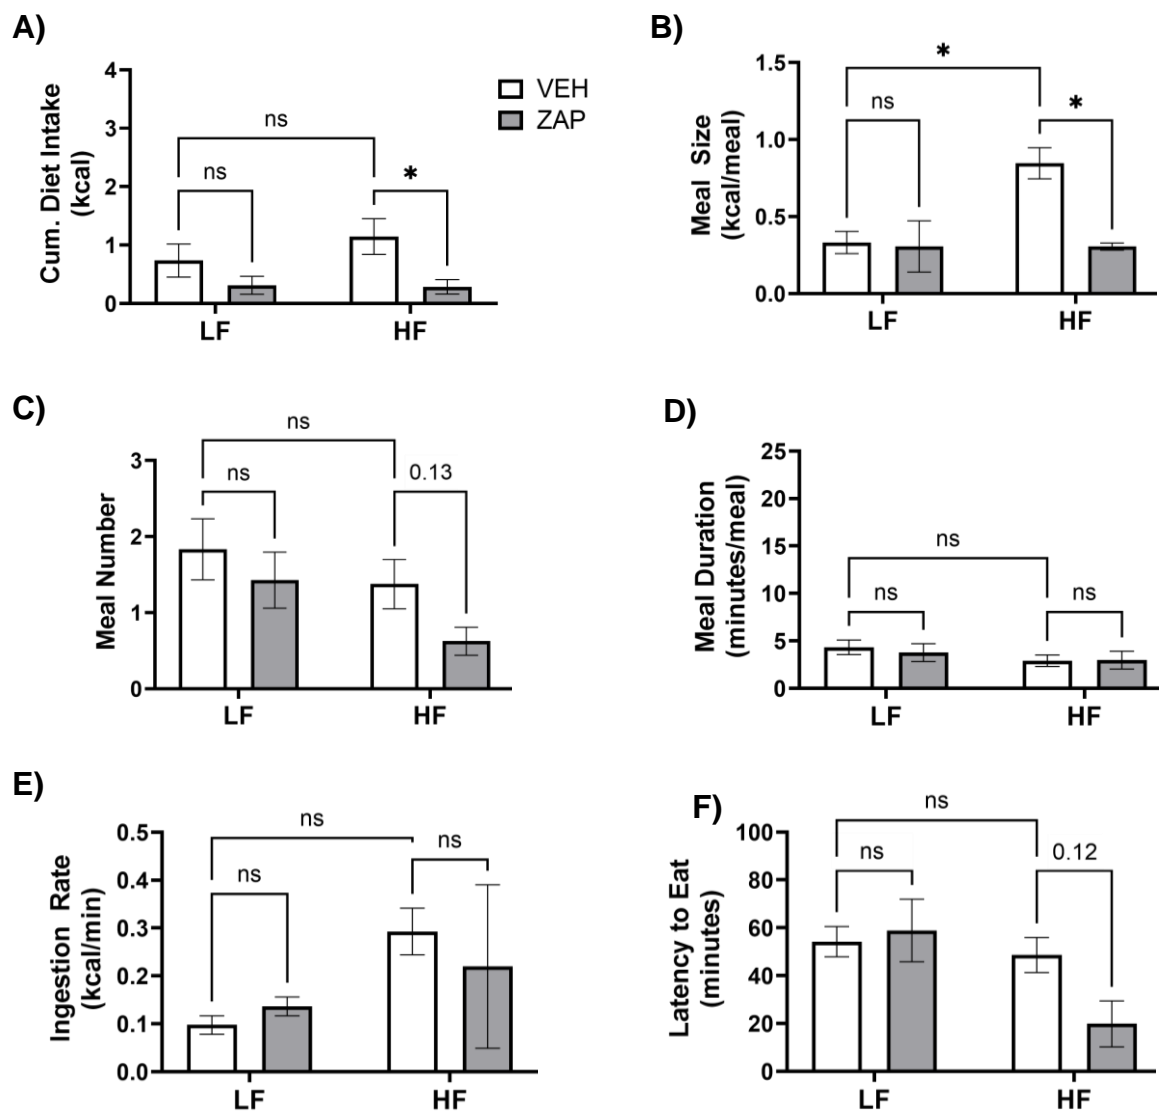 A)
Cum. Diet Intake
(kcal)
4
3
2
1
0
ns
ns
*
LF
HF
VEH
ZAP
B)
Meal Size
(kcal/meal)
1.5
1.0
0.5
0.0
*
ns
*
LF
HF
C)
Meal Number
3
2
1
0
ns
ns
0.13
LF
HF
D)
Meal Duration
(minutes/meal)
25
20
15
10
5
0
ns
ns
ns
LF
HF
E)
Ingestion Rate
(kcal/min)
0.5
0.4
0.3
0.2
0.1
0.0
ns
ns
ns
LF
HF
F)
Latency to Eat
(minutes)
100
80
60
40
20
0
ns
ns
0.12
LF
HF